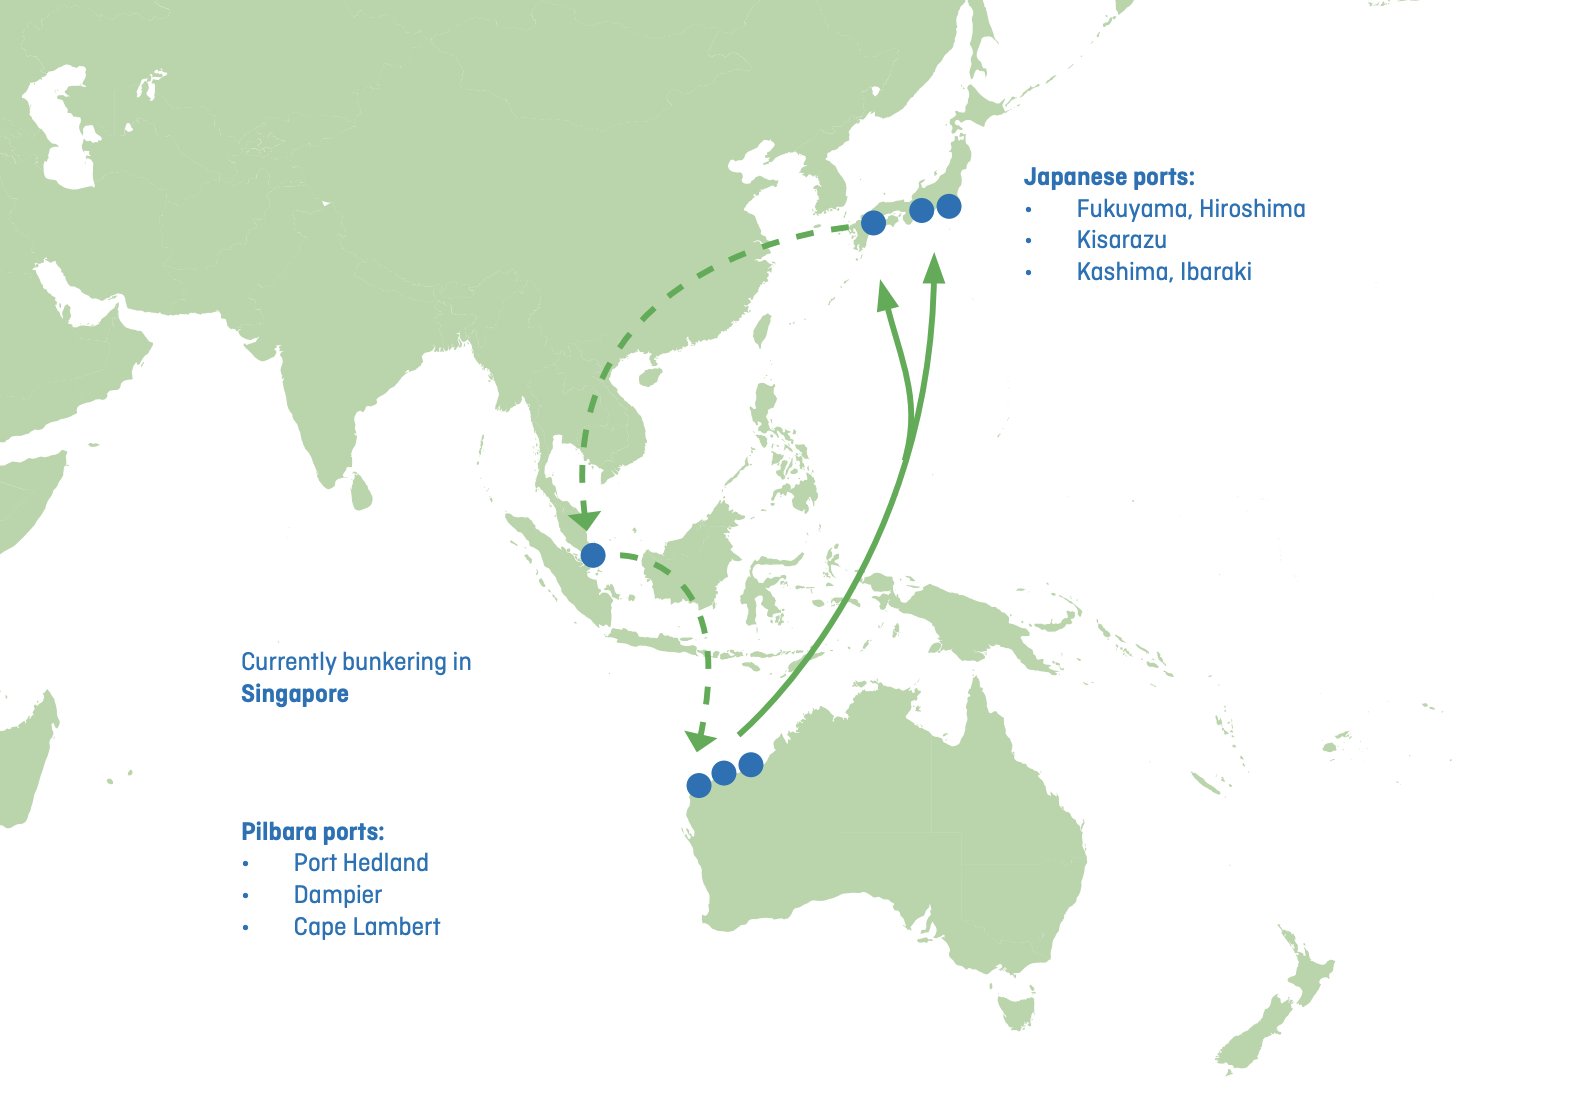 Japanese ports:
• Fukuyama, Hiroshima
• Kisarazu
• Kashima, Ibaraki
Currently bunkering in
Singapore
Pilbara ports:
• Port Hedland
• Dampier
• Cape Lambert